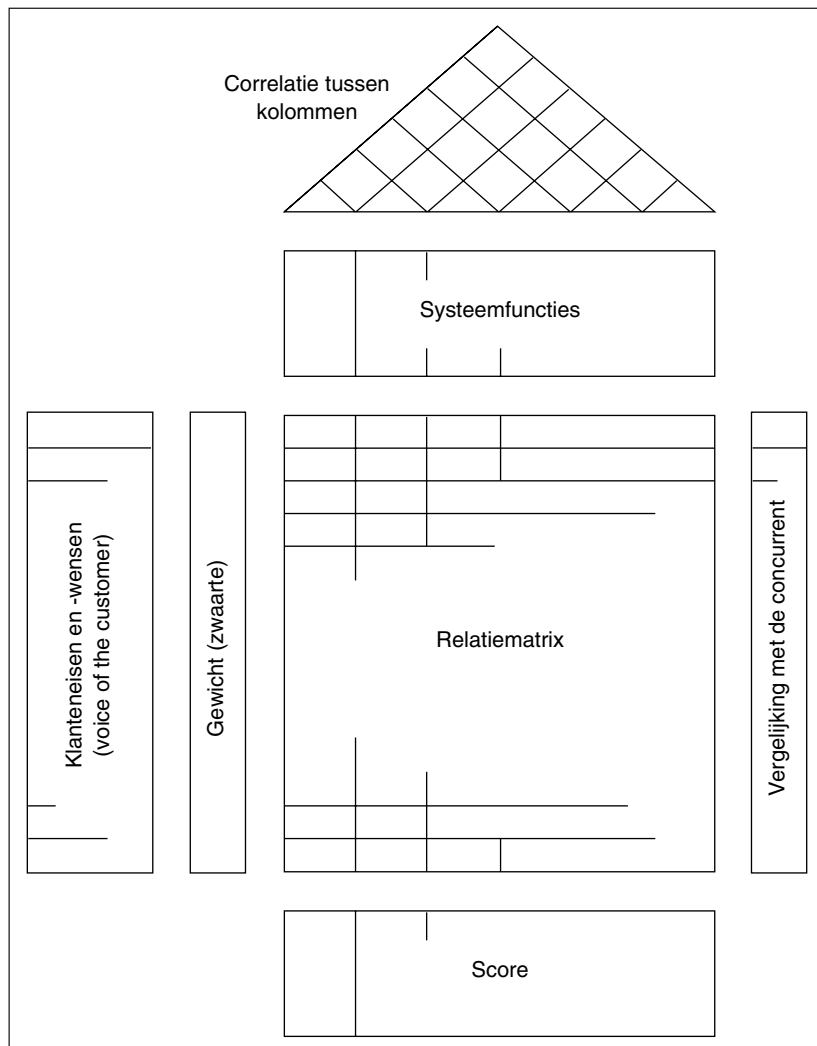 Correlatie tussen
kolommen
Systeemfuncties
Klanteneisen en -wensen
(voice of the customer)
Gewicht (zwaarte)
Relatiematrix
Vergelijking met de concurrent
Score